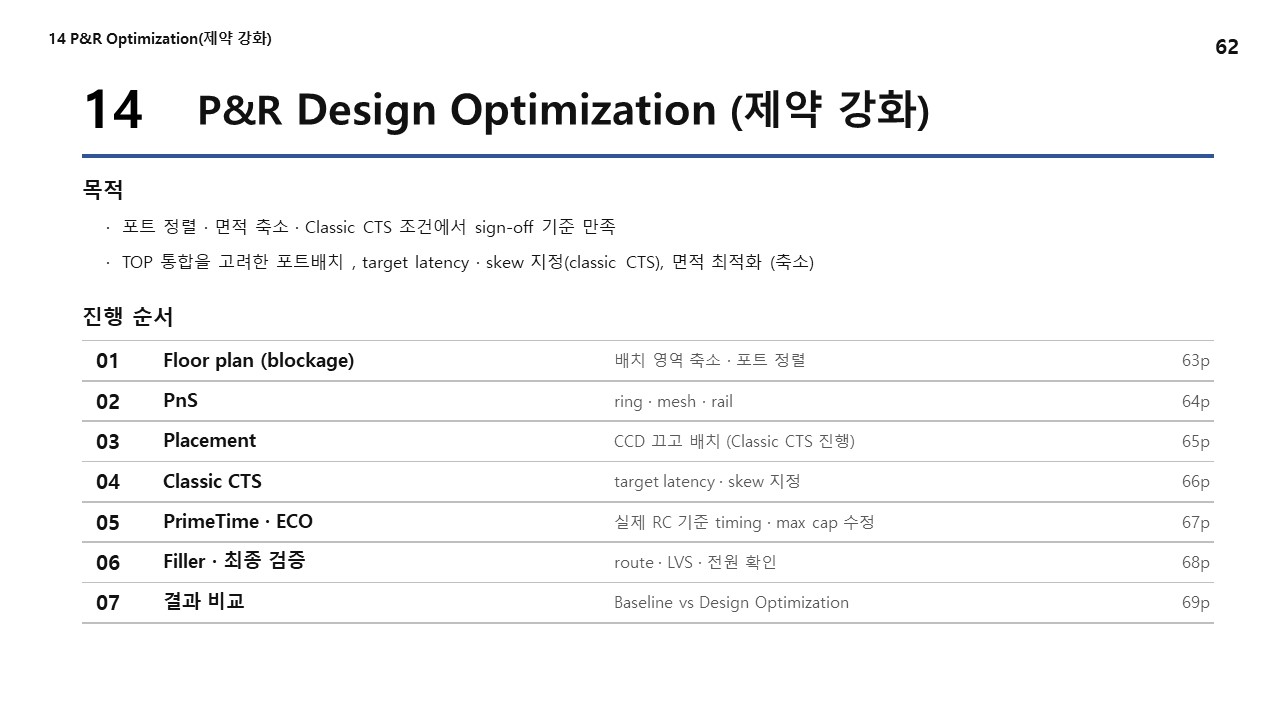 14 P&R Optimization(제약 강화)
62
14 P&R Design Optimization (제약 강화)
목적
· 포트 정렬 · 면적 축소 · Classic CTS 조건에서 sign-off 기준 만족
· TOP 통합을 고려한 포트배치 , target latency · skew 지정(classic CTS), 면적 최적화 (축소)
진행 순서
01 Floor plan (blockage) 배치 영역 축소 · 포트 정렬 63p
02 PnS ring · mesh · rail 64p
03 Placement CCD 끄고 배치 (Classic CTS 진행) 65p
04 Classic CTS target latency · skew 지정 66p
05 PrimeTime · ECO 실제 RC 기준 timing · max cap 수정 67p
06 Filler · 최종 검증 route · LVS · 전원 확인 68p
07 결과 비교 Baseline vs Design Optimization 69p